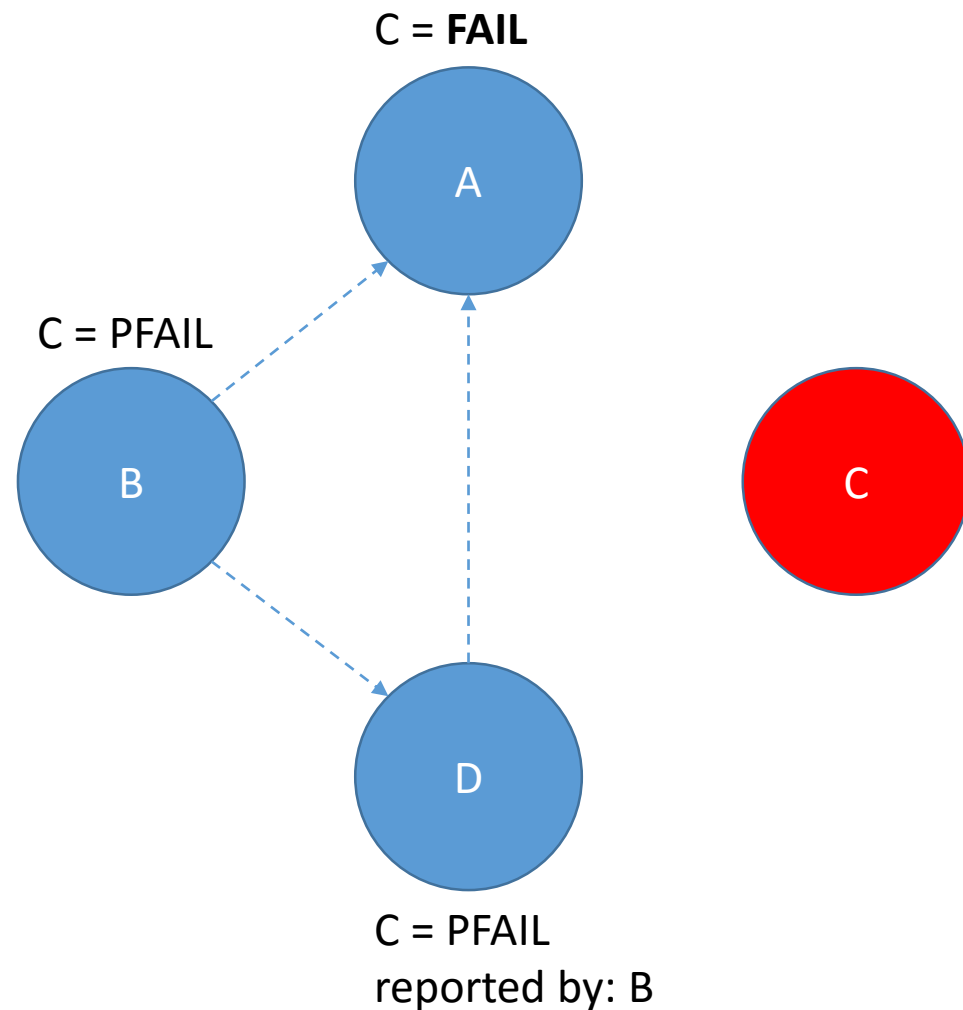 C = FAIL
A
C = PFAIL
B
C
D
C = PFAIL
reported by: B